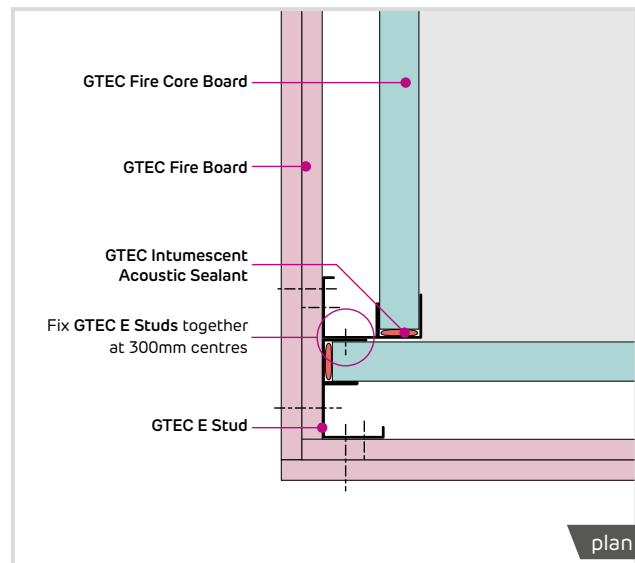 GTEC Fire Core Board
GTEC Fire Board
GTEC Intumescent
Acoustic Sealant
Fix GTEC E Studs together
at 300mm centres
GTEC E Stud
plan